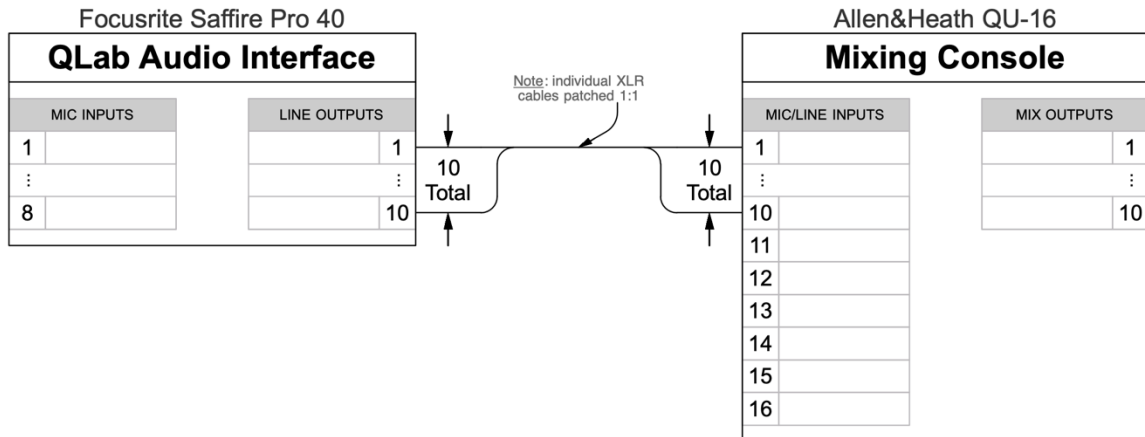 Focusrite Saffire Pro 40
QLab Audio Interface
MIC INPUTS
LINE OUTPUTS
1
1
⋮
⋮
8
10
10
Total
Note: individual XLR
cables patched 1:1
10
Total
Allen&Heath QU-16
Mixing Console
MIC/LINE INPUTS
MIX OUTPUTS
1
1
⋮
⋮
10
10
11
12
13
14
15
16